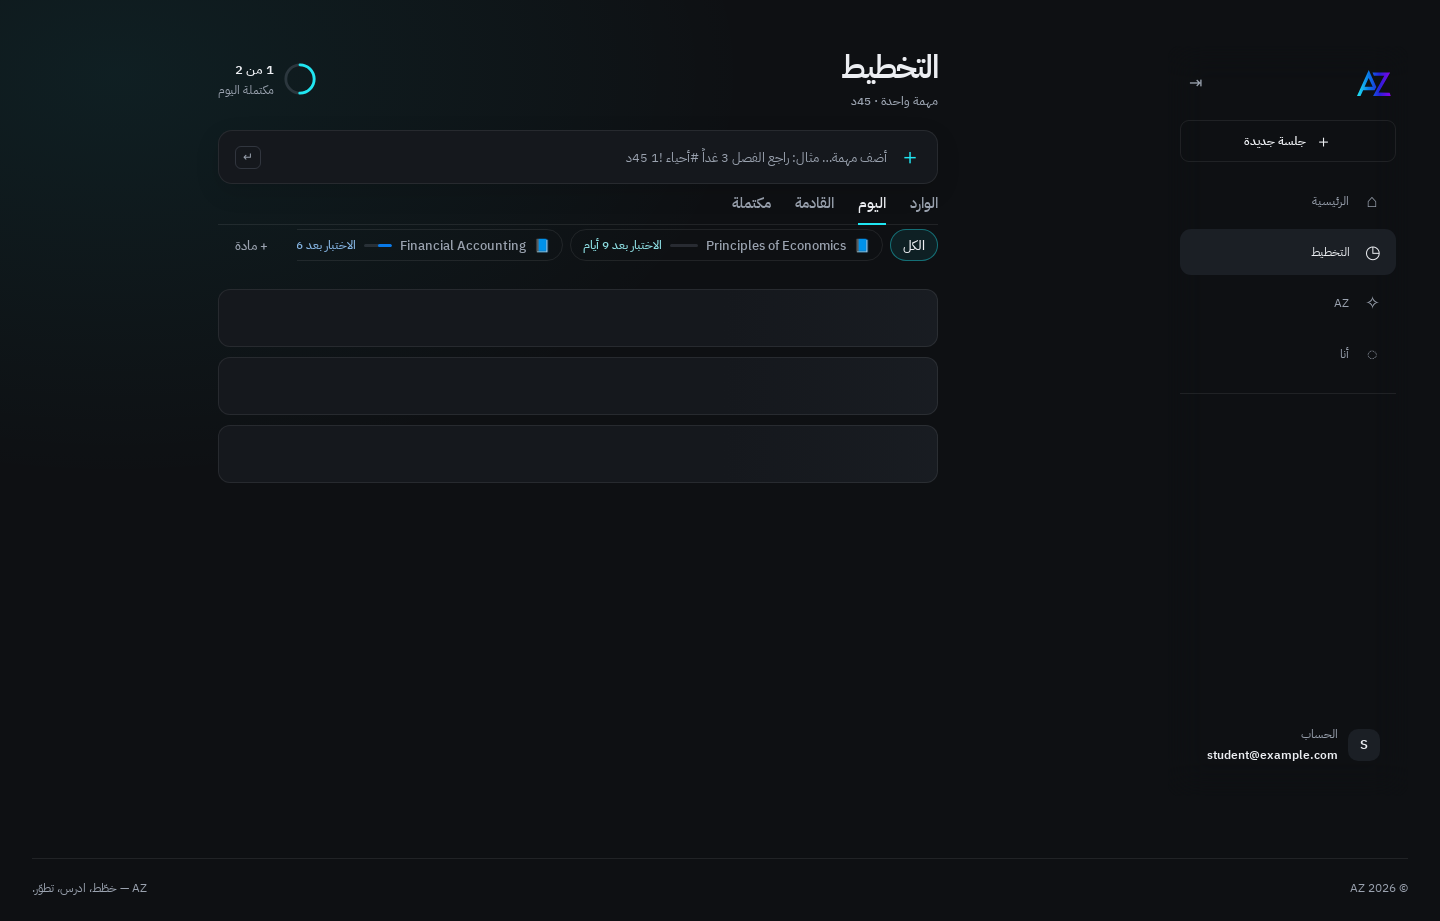 AZ
جلسة جديدة
الرئيسية
التخطيط
AZ
أنا
الحساب
student@example.com
S
التخطيط
مهمة واحدة · 45د
1 من 2
مكتملة اليوم
أضف مهمة... مثال: راجع الفصل 3 غداً #أحياء !1 45د
الوارد
اليوم
القادمة
مكتملة
الكل
Principles of Economics
الاختبار بعد 9 أيام
Financial Accounting
الاختبار بعد 6
+ مادة
© 2026 AZ
AZ — خطّط، ادرس، تطوّر.